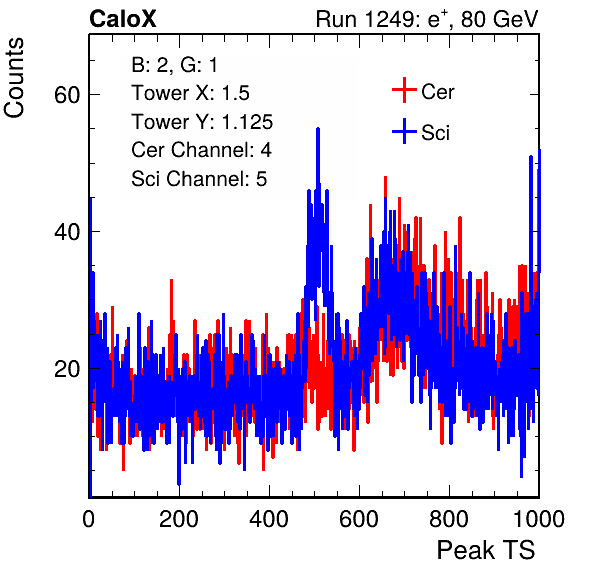 CaloX Run 1249: e+, 80 GeV
Counts
B: 2, G: 1
Tower X: 1.5
Tower Y: 1.125
Cer Channel: 4
Sci Channel: 5
Cer
Sci
60
40
20
0 200 400 600 800 1000
Peak TS